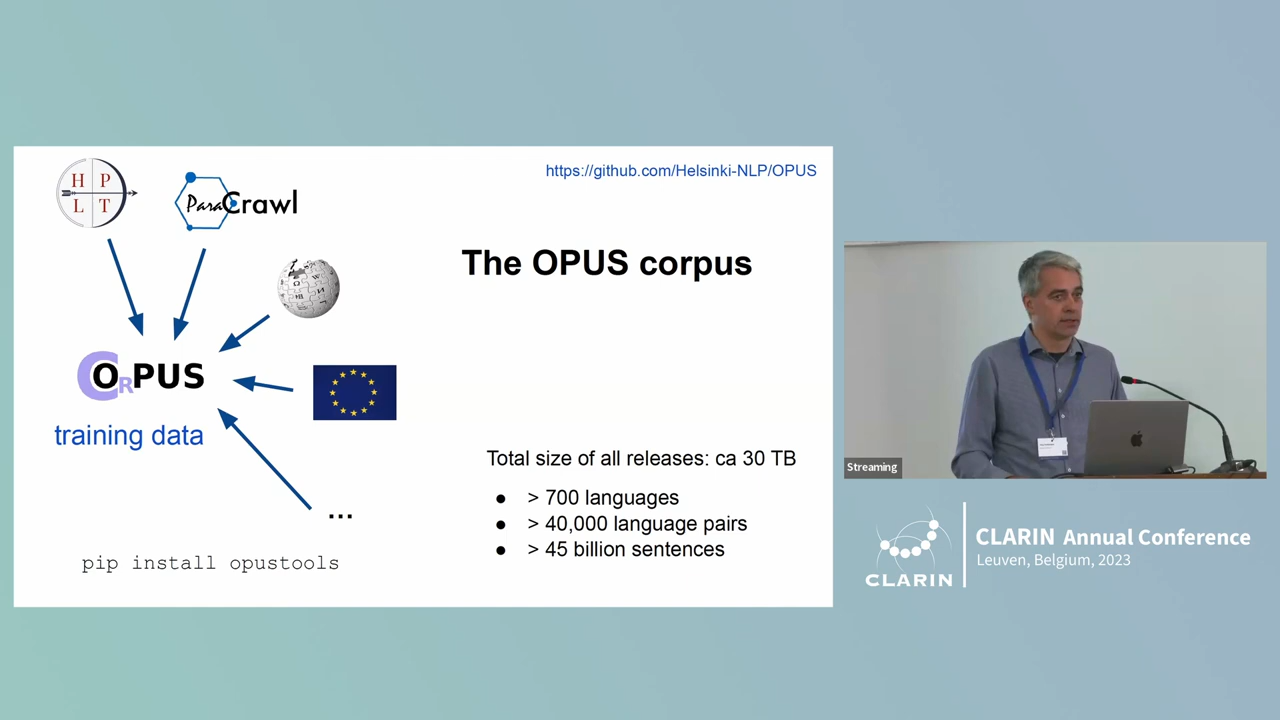 H P
L T
ParaCrawl
https://github.com/Helsinki-NLP/OPUS
The OPUS corpus
CORPUS
training data
Total size of all releases: ca 30 TB
● > 700 languages
● > 40,000 language pairs
● > 45 billion sentences
...
pip install opustools
Streaming
CLARIN
CLARIN Annual Conference
Leuven, Belgium, 2023